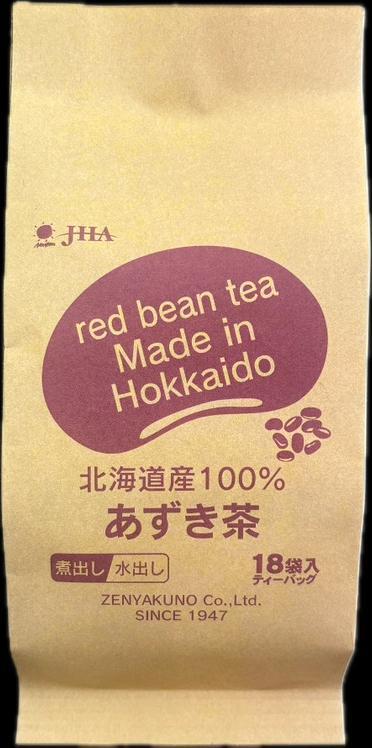 JHA
red bean tea
Made in
Hokkaido
北海道産100%
あずき茶
煮出し 水出し
18袋入
ティーバッグ
ZENYAKUNO Co.,Ltd.
SINCE 1947